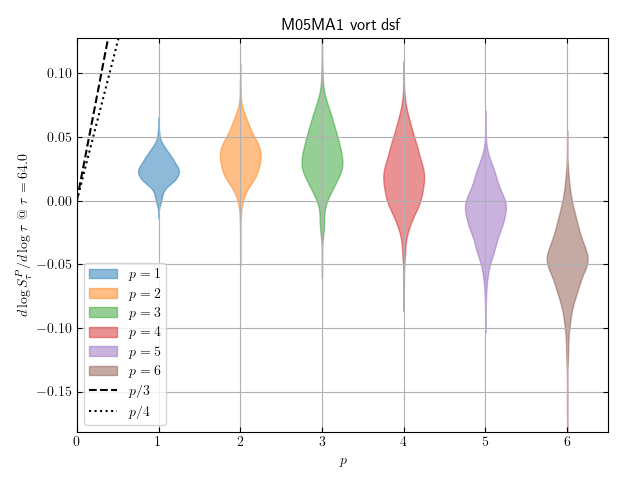 M05MA1 vort dsf
d log S_τ^P / d log τ @ τ = 64.0
0.10
0.05
0.00
−0.05
−0.10
−0.15
p = 1
p = 2
p = 3
p = 4
p = 5
p = 6
p/3
p/4
0 1 2 3 4 5 6
p